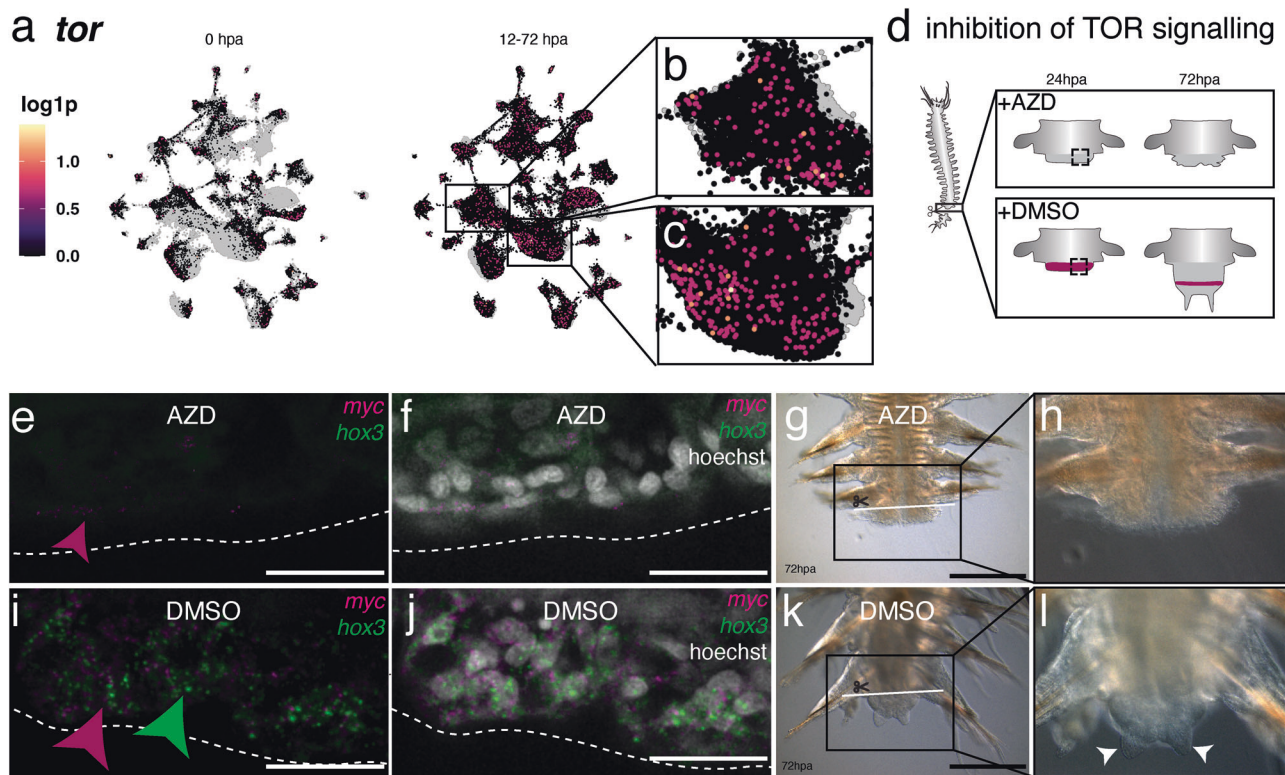 a tor
0 hpa
12-72 hpa
log1p
1.0
0.5
0.0
b
c
d inhibition of TOR signalling
24hpa
72hpa
+AZD
+DMSO
e
AZD
myc
hox3
f
AZD
myc
hox3
hoechst
g
AZD
72hpa
h
i
DMSO
myc
hox3
j
DMSO
myc
hox3
hoechst
k
DMSO
72hpa
l